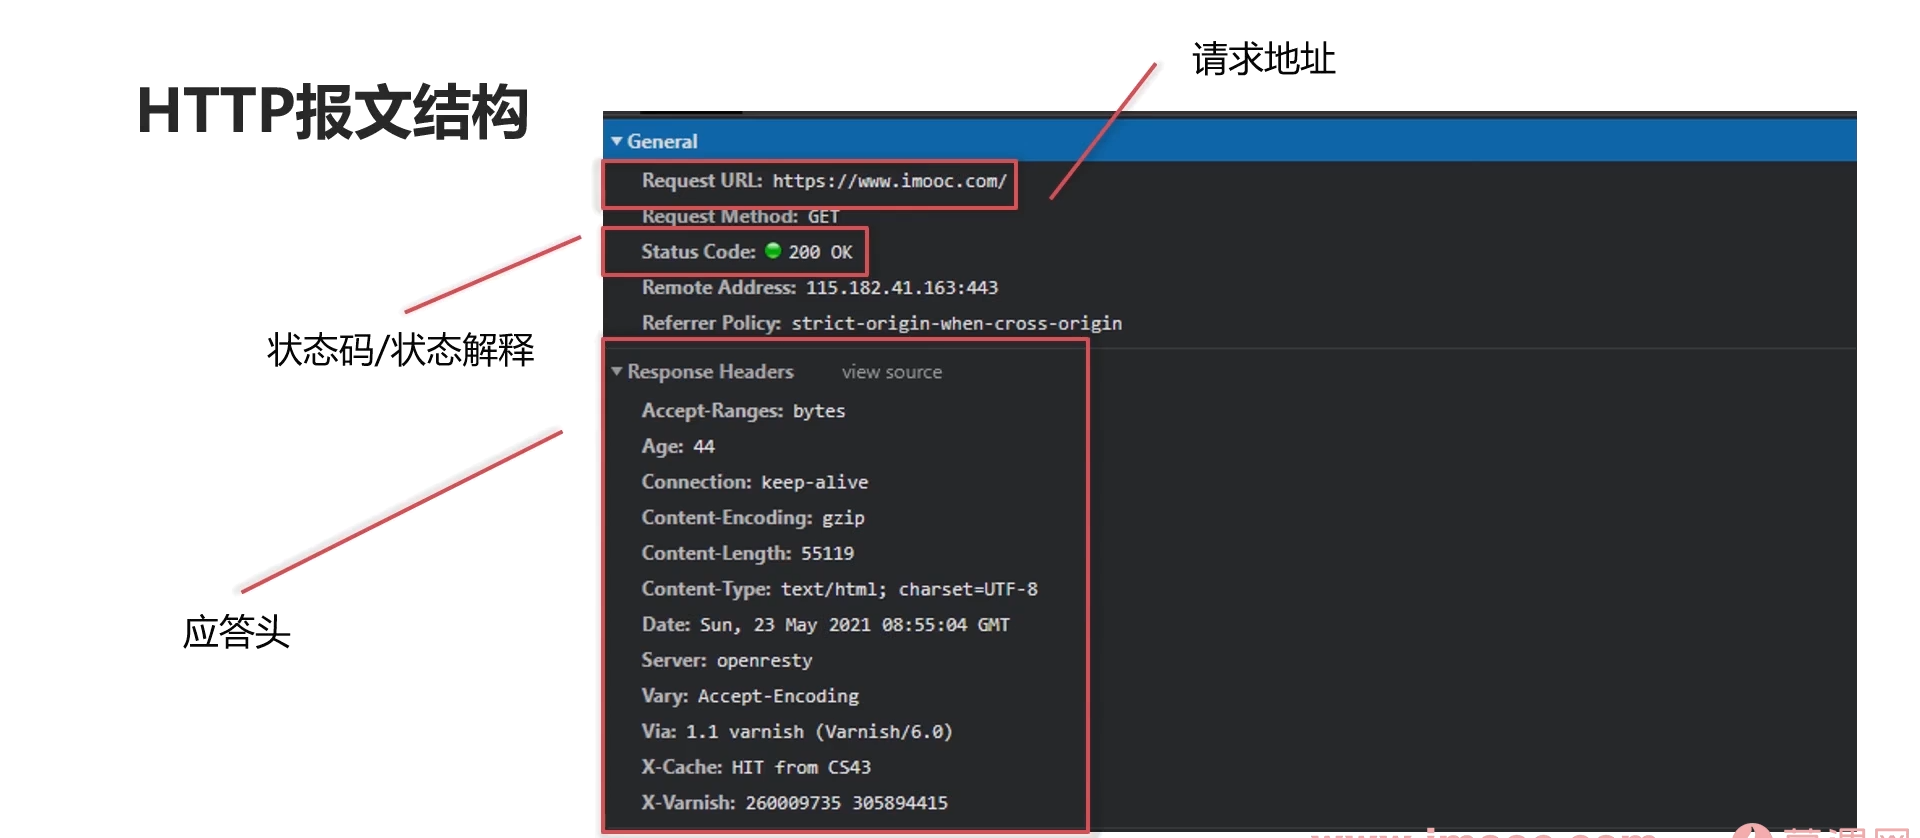 请求地址
HTTP报文结构
General
Request URL: https://www.imooc.com/
Request Method: GET
Status Code: 200 OK
Remote Address: 115.182.41.163:443
Referrer Policy: strict-origin-when-cross-origin
状态码/状态解释
Response Headers view source
Accept-Ranges: bytes
Age: 44
Connection: keep-alive
Content-Encoding: gzip
Content-Length: 55119
Content-Type: text/html; charset=UTF-8
Date: Sun, 23 May 2021 08:55:04 GMT
应答头
Server: openresty
Vary: Accept-Encoding
Via: 1.1 varnish (Varnish/6.0)
X-Cache: HIT from CS43
X-Varnish: 260009735 305894415